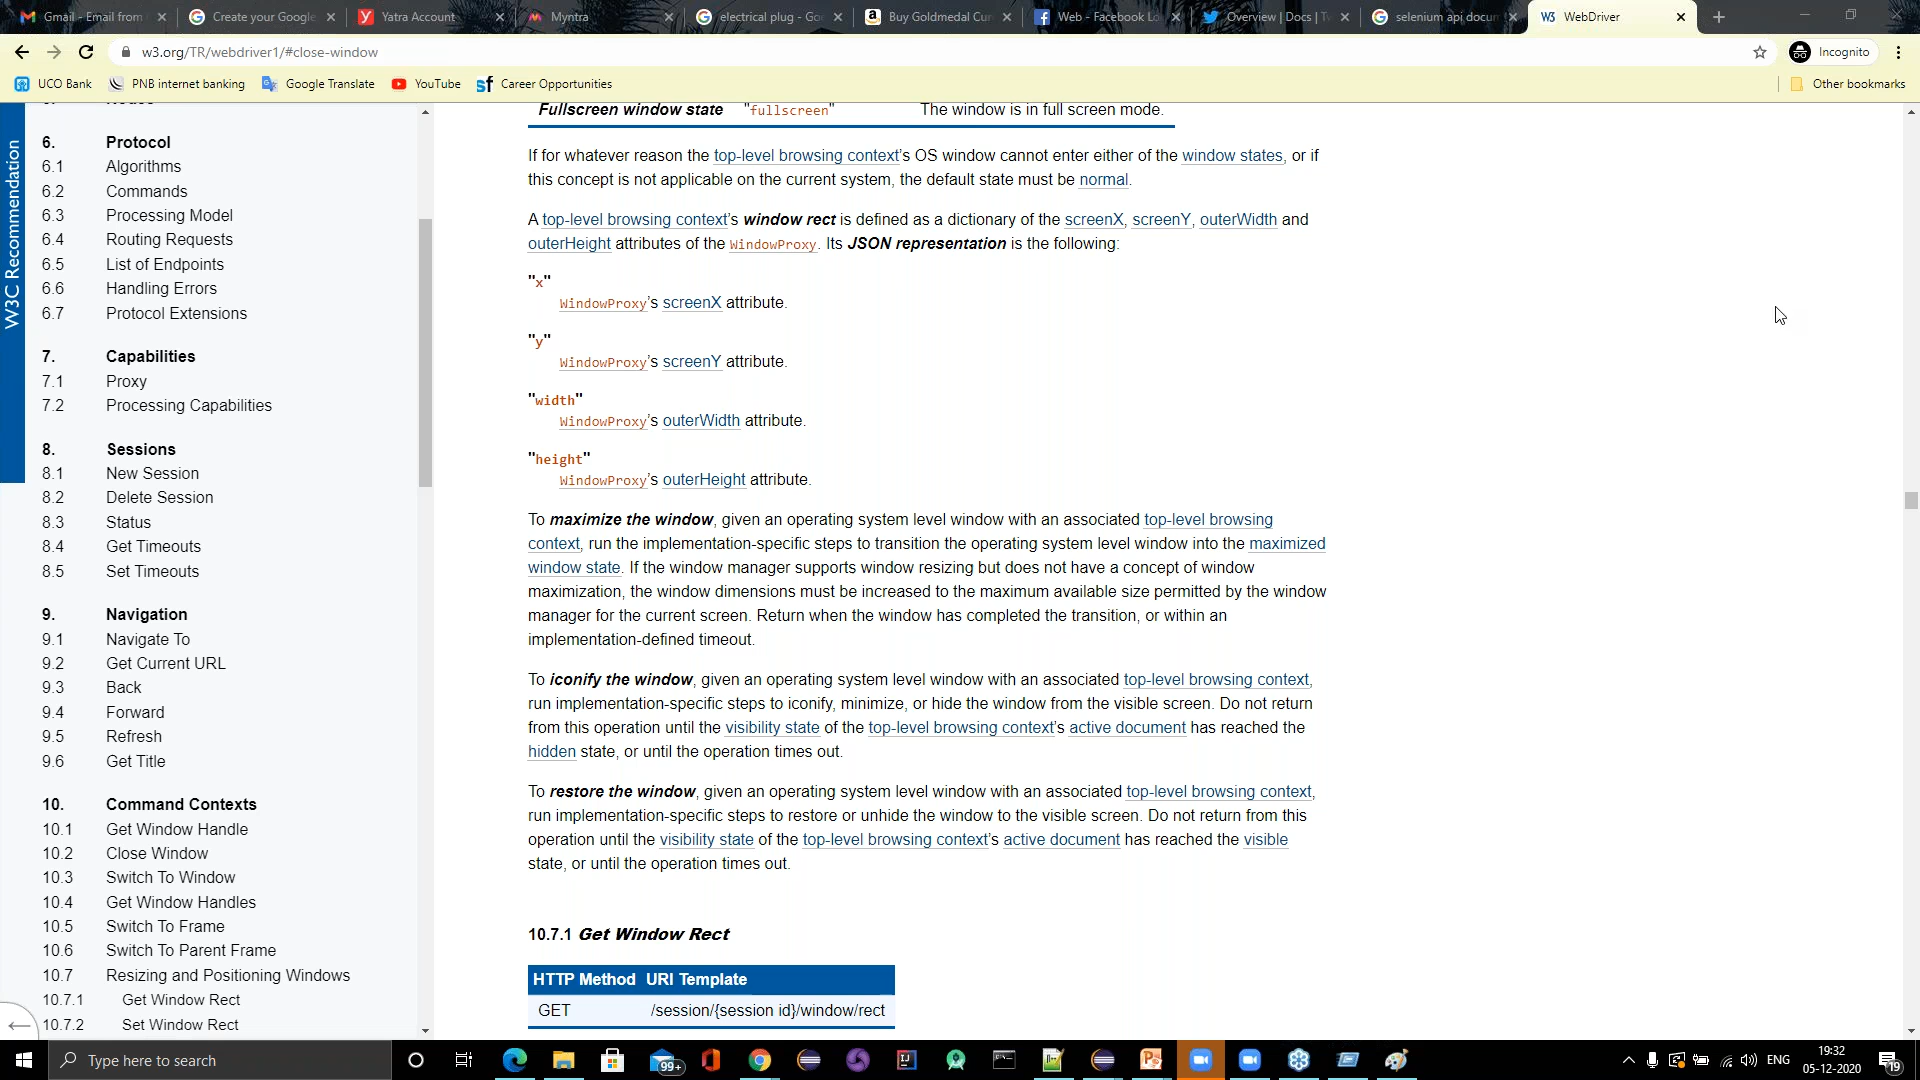 Gmail - Email from
Create your Google
Yatra Account
Myntra
electrical plug - Goo
Buy Goldmedal Cur
Web - Facebook Lo
Overview | Docs | Tw
selenium api docum
WebDriver
w3.org/TR/webdriver1/#close-window
Incognito
UCO Bank
PNB internet banking
Google Translate
YouTube
Career Opportunities
Other bookmarks
W3C Recommendation
6. Protocol
6.1 Algorithms
6.2 Commands
6.3 Processing Model
6.4 Routing Requests
6.5 List of Endpoints
6.6 Handling Errors
6.7 Protocol Extensions
7. Capabilities
7.1 Proxy
7.2 Processing Capabilities
8. Sessions
8.1 New Session
8.2 Delete Session
8.3 Status
8.4 Get Timeouts
8.5 Set Timeouts
9. Navigation
9.1 Navigate To
9.2 Get Current URL
9.3 Back
9.4 Forward
9.5 Refresh
9.6 Get Title
10. Command Contexts
10.1 Get Window Handle
10.2 Close Window
10.3 Switch To Window
10.4 Get Window Handles
10.5 Switch To Frame
10.6 Switch To Parent Frame
10.7 Resizing and Positioning Windows
10.7.1 Get Window Rect
10.7.2 Set Window Rect
Fullscreen window state "fullscreen" The window is in full screen mode.
If for whatever reason the top-level browsing context's OS window cannot enter either of the window states, or if
this concept is not applicable on the current system, the default state must be normal.
A top-level browsing context's window rect is defined as a dictionary of the screenX, screenY, outerWidth and
outerHeight attributes of the WindowProxy. Its JSON representation is the following:
"x"
WindowProxy's screenX attribute.
"y"
WindowProxy's screenY attribute.
"width"
WindowProxy's outerWidth attribute.
"height"
WindowProxy's outerHeight attribute.
To maximize the window, given an operating system level window with an associated top-level browsing
context, run the implementation-specific steps to transition the operating system level window into the maximized
window state. If the window manager supports window resizing but does not have a concept of window
maximization, the window dimensions must be increased to the maximum available size permitted by the window
manager for the current screen. Return when the window has completed the transition, or within an
implementation-defined timeout.
To iconify the window, given an operating system level window with an associated top-level browsing context,
run implementation-specific steps to iconify, minimize, or hide the window from the visible screen. Do not return
from this operation until the visibility state of the top-level browsing context's active document has reached the
hidden state, or until the operation times out.
To restore the window, given an operating system level window with an associated top-level browsing context,
run implementation-specific steps to restore or unhide the window to the visible screen. Do not return from this
operation until the visibility state of the top-level browsing context's active document has reached the visible
state, or until the operation times out.
10.7.1 Get Window Rect
HTTP Method URI Template
GET /session/{session id}/window/rect
Type here to search
99+
ENG
19:32
05-12-2020
19